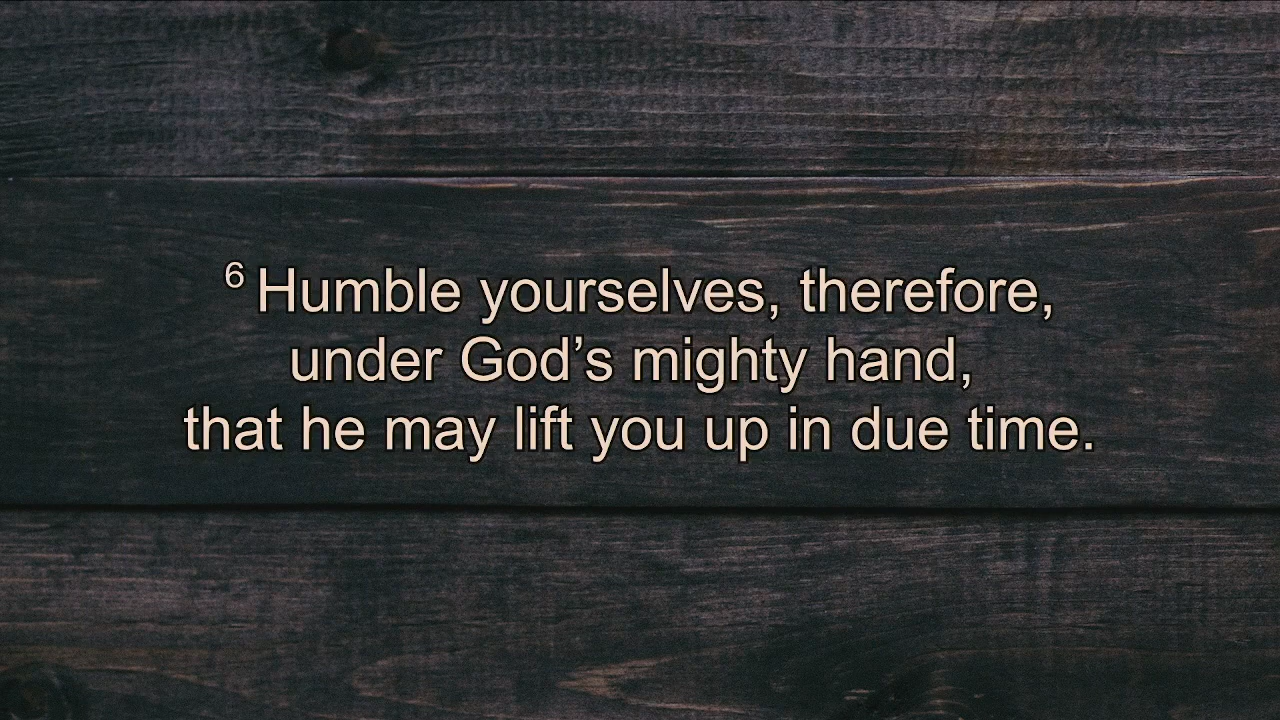 ⁶ Humble yourselves, therefore,
under God’s mighty hand,
that he may lift you up in due time.